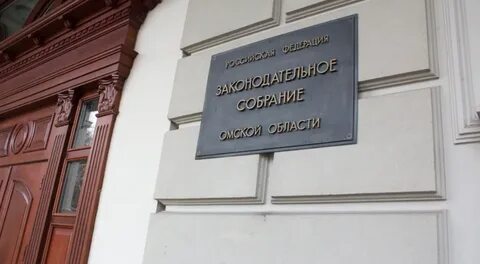 РОССИЙСКАЯ ФЕДЕРАЦИЯ
ЗАКОНОДАТЕЛЬНОЕ
СОБРАНИЕ
ОМСКОЙ ОБЛАСТИ